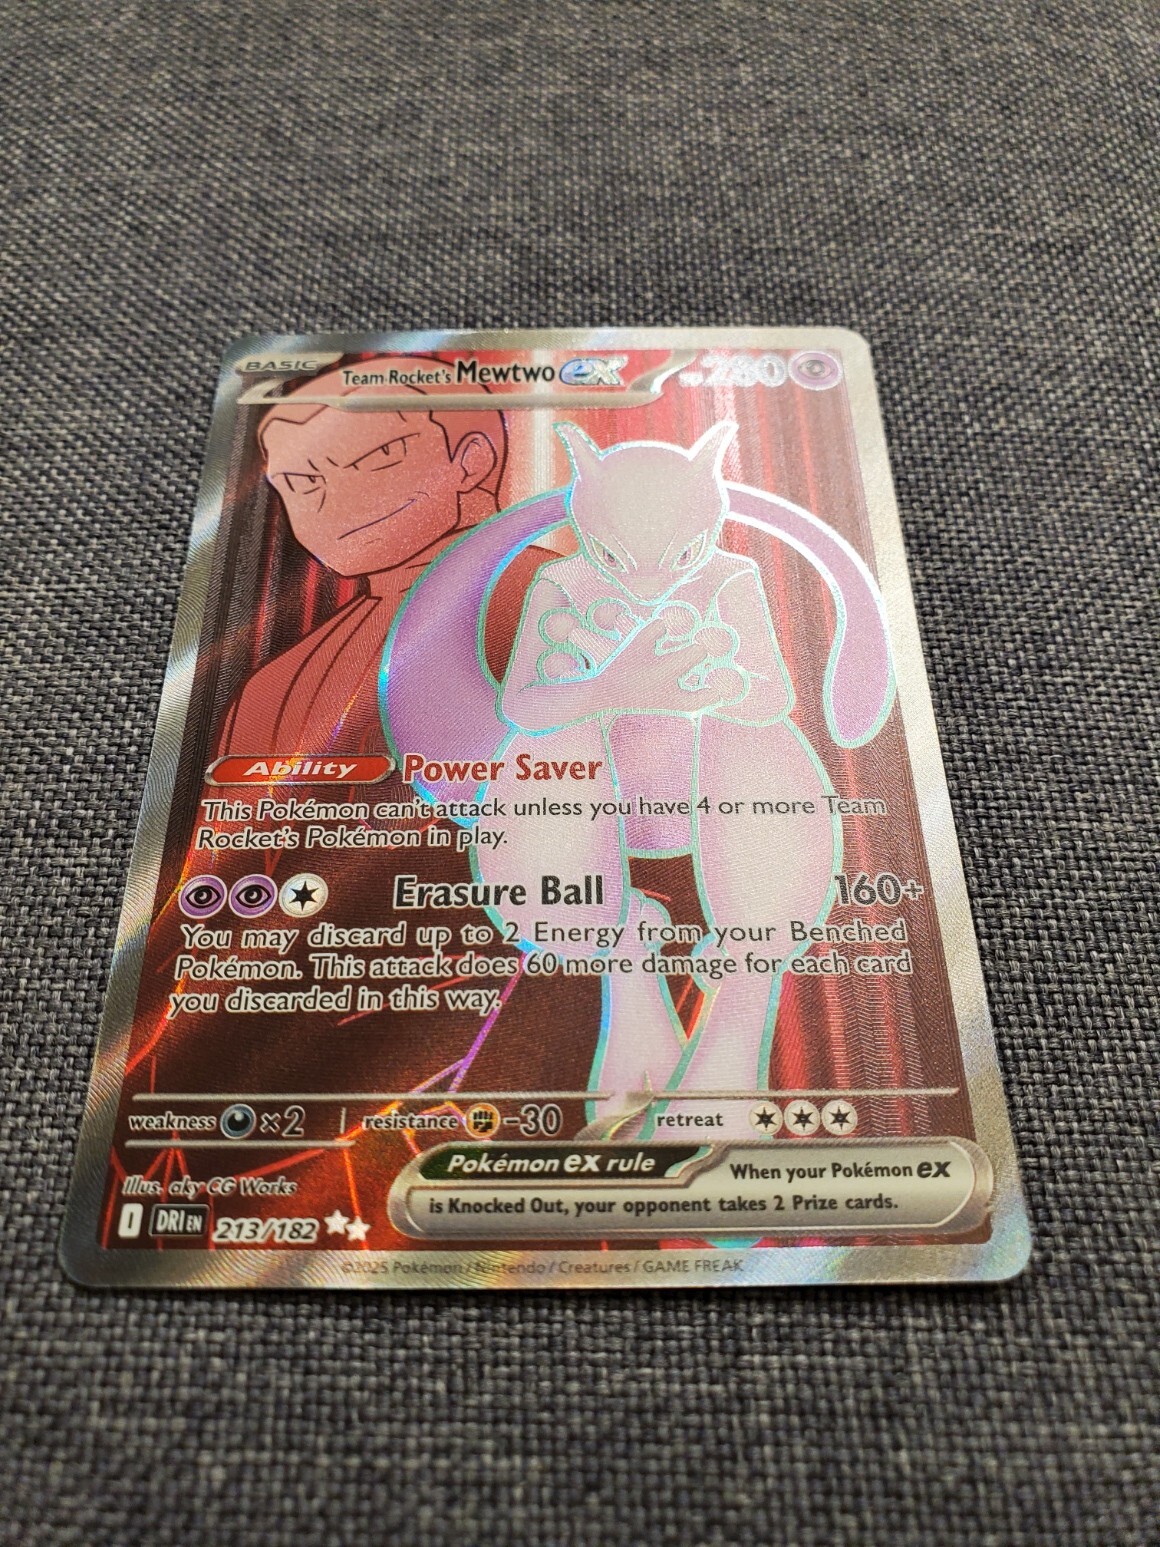 BASIC
Team Rocket's Mewtwo ex
HP 280
Ability Power Saver
This Pokémon can't attack unless you have 4 or more Team
Rocket's Pokémon in play.
Erasure Ball 160+
You may discard up to 2 Energy from your Benched
Pokémon. This attack does 60 more damage for each card
you discarded in this way.
weakness ×2 resistance -30 retreat
Pokémon ex rule When your Pokémon ex
is Knocked Out, your opponent takes 2 Prize cards.
Illus. aky CG Works
I DRI EN 213/182
©2025 Pokémon / Nintendo / Creatures / GAME FREAK